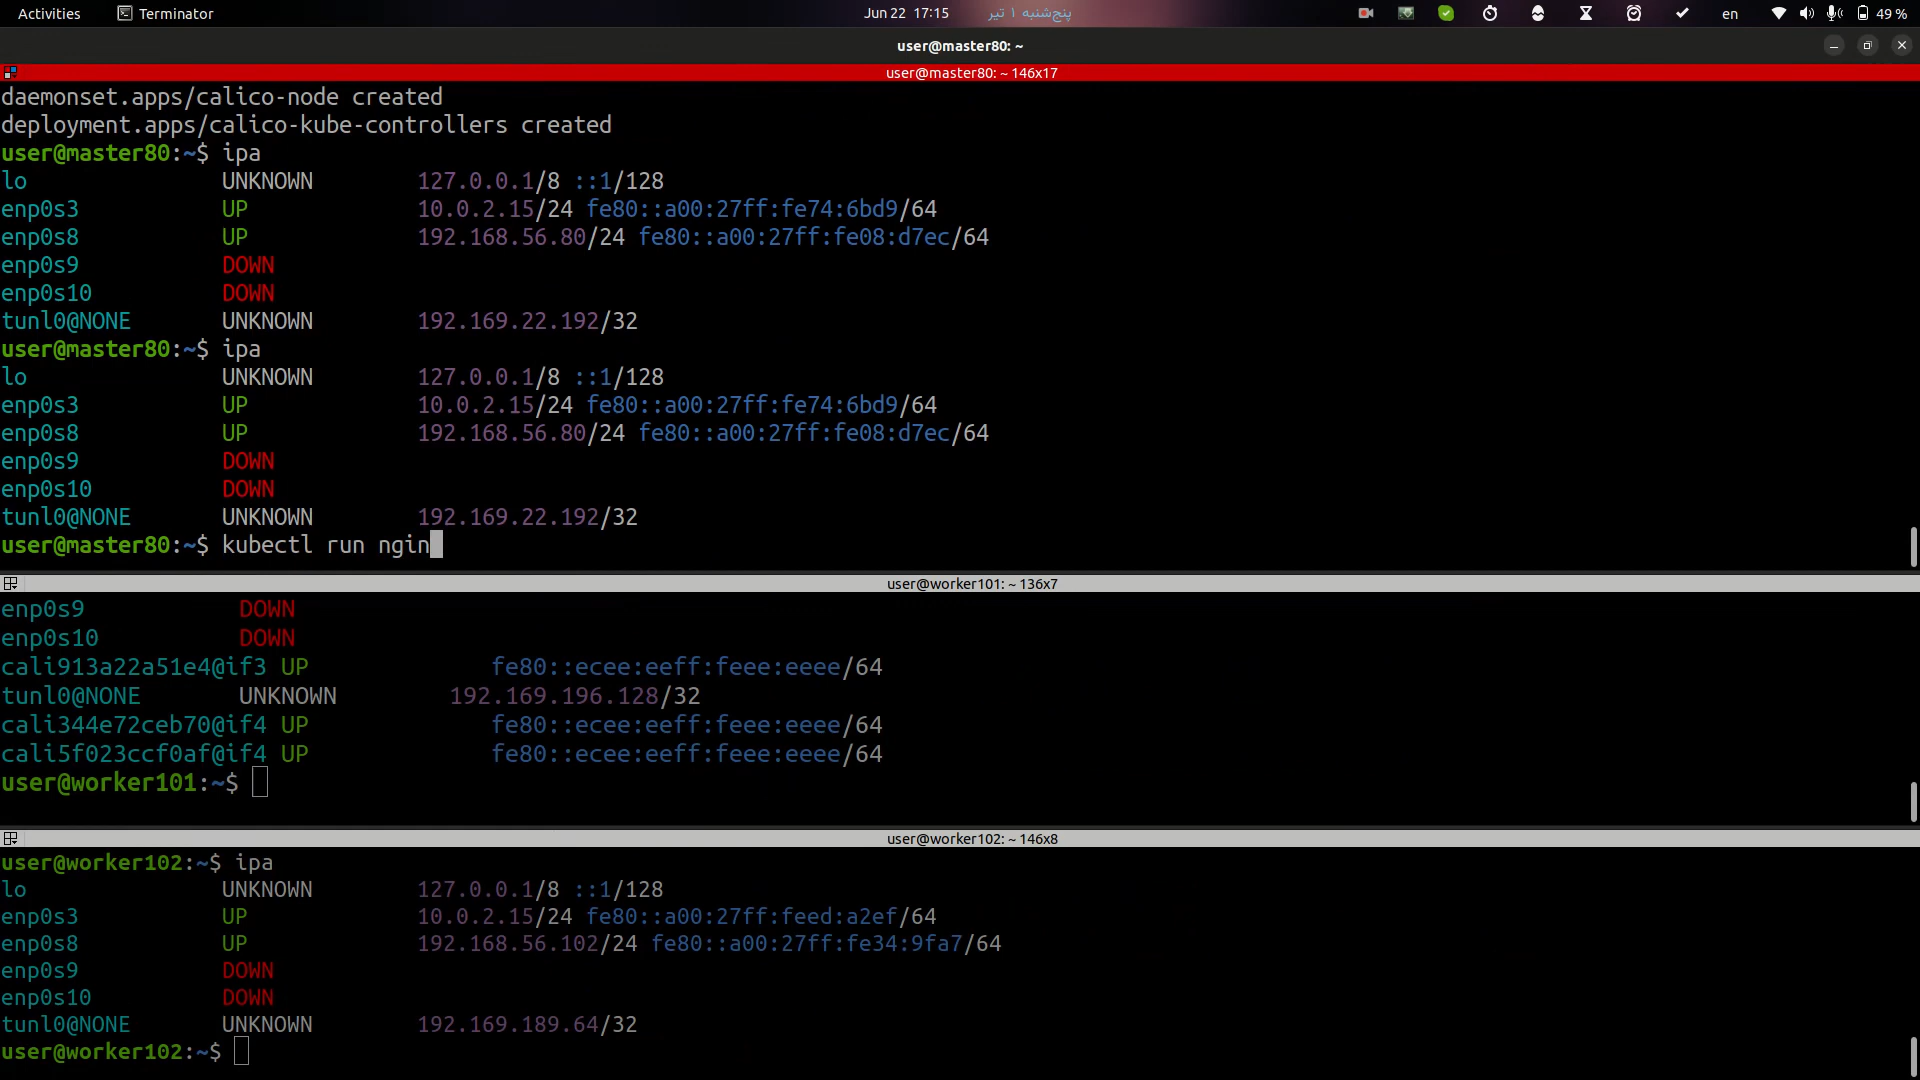 Activities Terminator Jun 22 17:15 پنج‌شنبه ۱ تیر en 49 %
user@master80: ~
user@master80: ~ 146x17
daemonset.apps/calico-node created
deployment.apps/calico-kube-controllers created
user@master80:~$ ipa
lo UNKNOWN 127.0.0.1/8 ::1/128
enp0s3 UP 10.0.2.15/24 fe80::a00:27ff:fe74:6bd9/64
enp0s8 UP 192.168.56.80/24 fe80::a00:27ff:fe08:d7ec/64
enp0s9 DOWN
enp0s10 DOWN
tunl0@NONE UNKNOWN 192.169.22.192/32
user@master80:~$ ipa
lo UNKNOWN 127.0.0.1/8 ::1/128
enp0s3 UP 10.0.2.15/24 fe80::a00:27ff:fe74:6bd9/64
enp0s8 UP 192.168.56.80/24 fe80::a00:27ff:fe08:d7ec/64
enp0s9 DOWN
enp0s10 DOWN
tunl0@NONE UNKNOWN 192.169.22.192/32
user@master80:~$ kubectl run ngin
user@worker101: ~ 136x7
enp0s9 DOWN
enp0s10 DOWN
cali913a22a51e4@if3 UP fe80::ecee:eeff:feee:eeee/64
tunl0@NONE UNKNOWN 192.169.196.128/32
cali344e72ceb70@if4 UP fe80::ecee:eeff:feee:eeee/64
cali5f023ccf0af@if4 UP fe80::ecee:eeff:feee:eeee/64
user@worker101:~$
user@worker102: ~ 146x8
user@worker102:~$ ipa
lo UNKNOWN 127.0.0.1/8 ::1/128
enp0s3 UP 10.0.2.15/24 fe80::a00:27ff:feed:a2ef/64
enp0s8 UP 192.168.56.102/24 fe80::a00:27ff:fe34:9fa7/64
enp0s9 DOWN
enp0s10 DOWN
tunl0@NONE UNKNOWN 192.169.189.64/32
user@worker102:~$